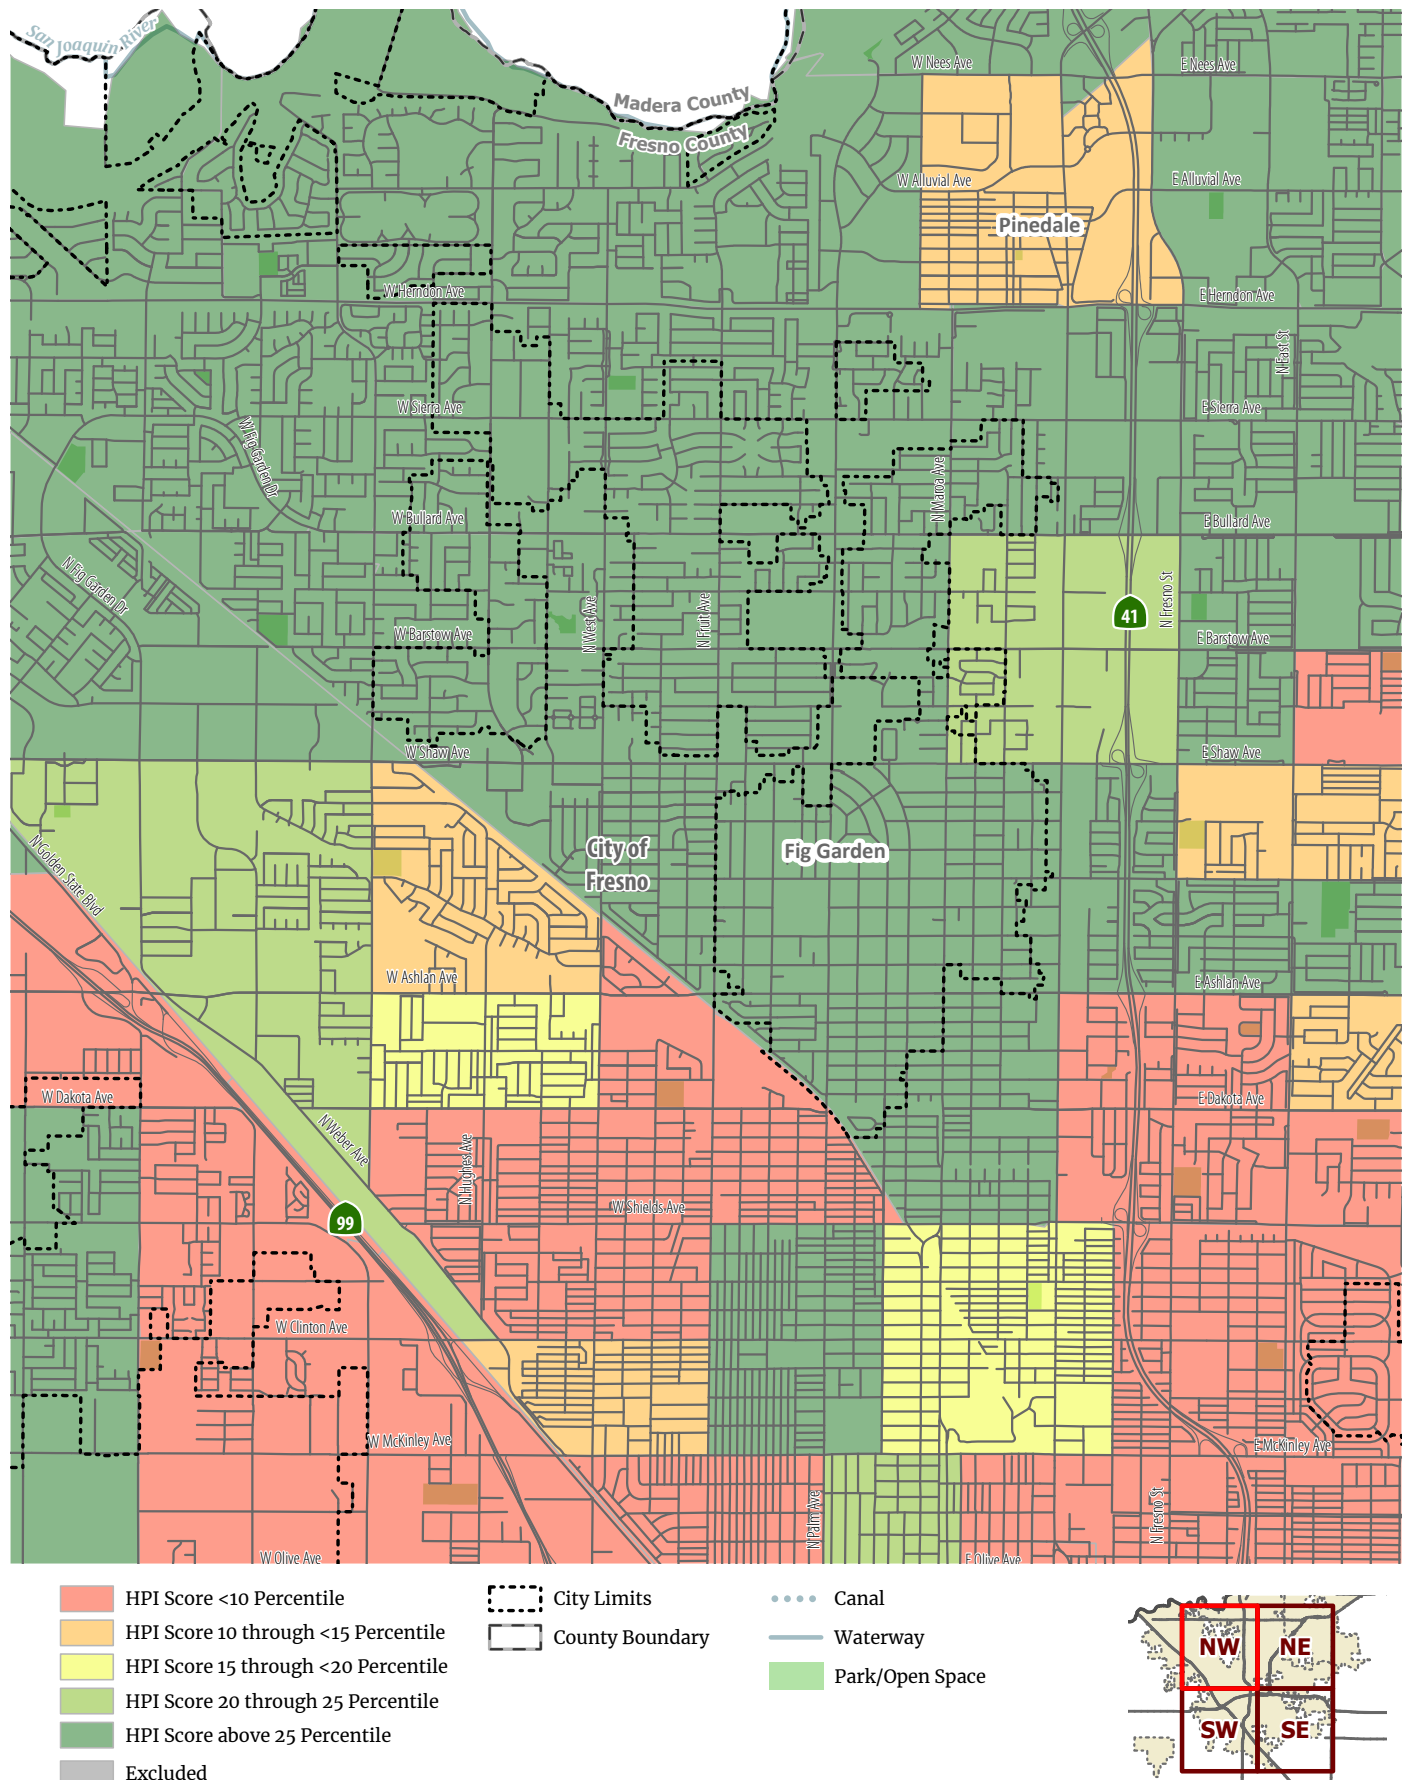 San Joaquin River
W Nees Ave
E Nees Ave
Madera County
Fresno County
W Alluvial Ave
E Alluvial Ave
Pinedale
W Herndon Ave
E Herndon Ave
N East St
W Sierra Ave
E Sierra Ave
W Fig Garden Dr
N Maroa Ave
W Bullard Ave
E Bullard Ave
N Fig Garden Dr
N West Ave
N Fruit Ave
41
N Fresno St
W Barstow Ave
E Barstow Ave
W Shaw Ave
E Shaw Ave
N Golden State Blvd
City of
Fresno
Fig Garden
W Ashlan Ave
E Ashlan Ave
W Dakota Ave
E Dakota Ave
N Weber Ave
N Hughes Ave
W Shields Ave
99
W Clinton Ave
W McKinley Ave
E McKinley Ave
N Palm Ave
N Fresno St
W Olive Ave
E Olive Ave
HPI Score <10 Percentile
HPI Score 10 through <15 Percentile
HPI Score 15 through <20 Percentile
HPI Score 20 through 25 Percentile
HPI Score above 25 Percentile
Excluded
City Limits
County Boundary
Canal
Waterway
Park/Open Space
NW
NE
SW
SE